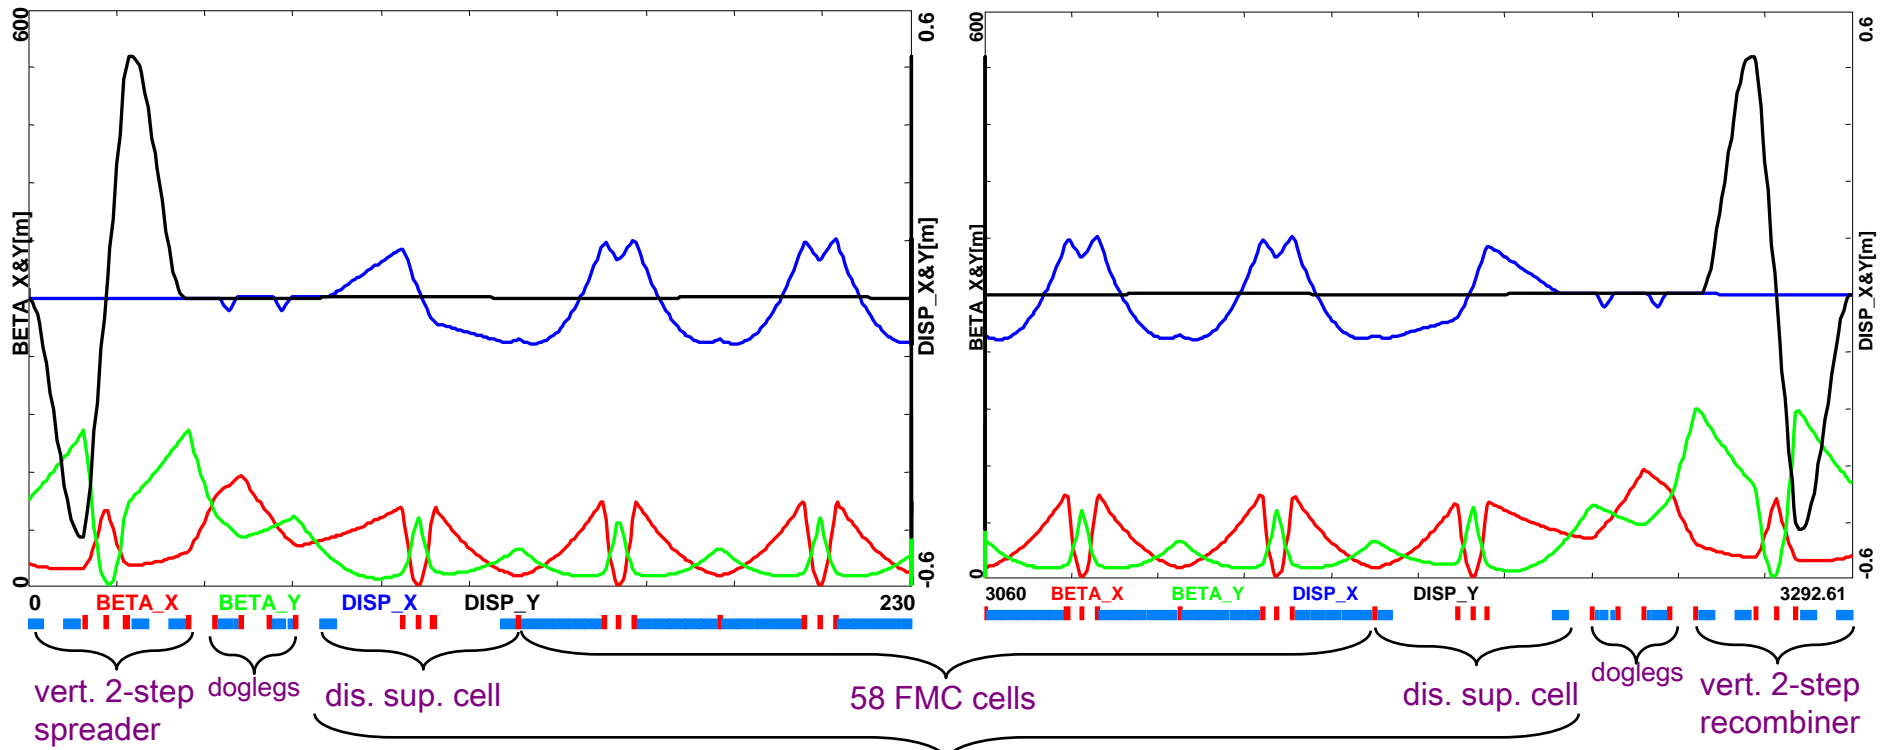 600
0.6
BETA_X&Y[m]
DISP_X&Y[m]
0
-0.6
0 BETA_X BETA_Y DISP_X DISP_Y 230
600
0.6
BETA_X&Y[m]
DISP_X&Y[m]
0
-0.6
3060 BETA_X BETA_Y DISP_X DISP_Y 3292.61
vert. 2-step
spreader
doglegs
dis. sup. cell
58 FMC cells
dis. sup. cell
doglegs
vert. 2-step
recombiner